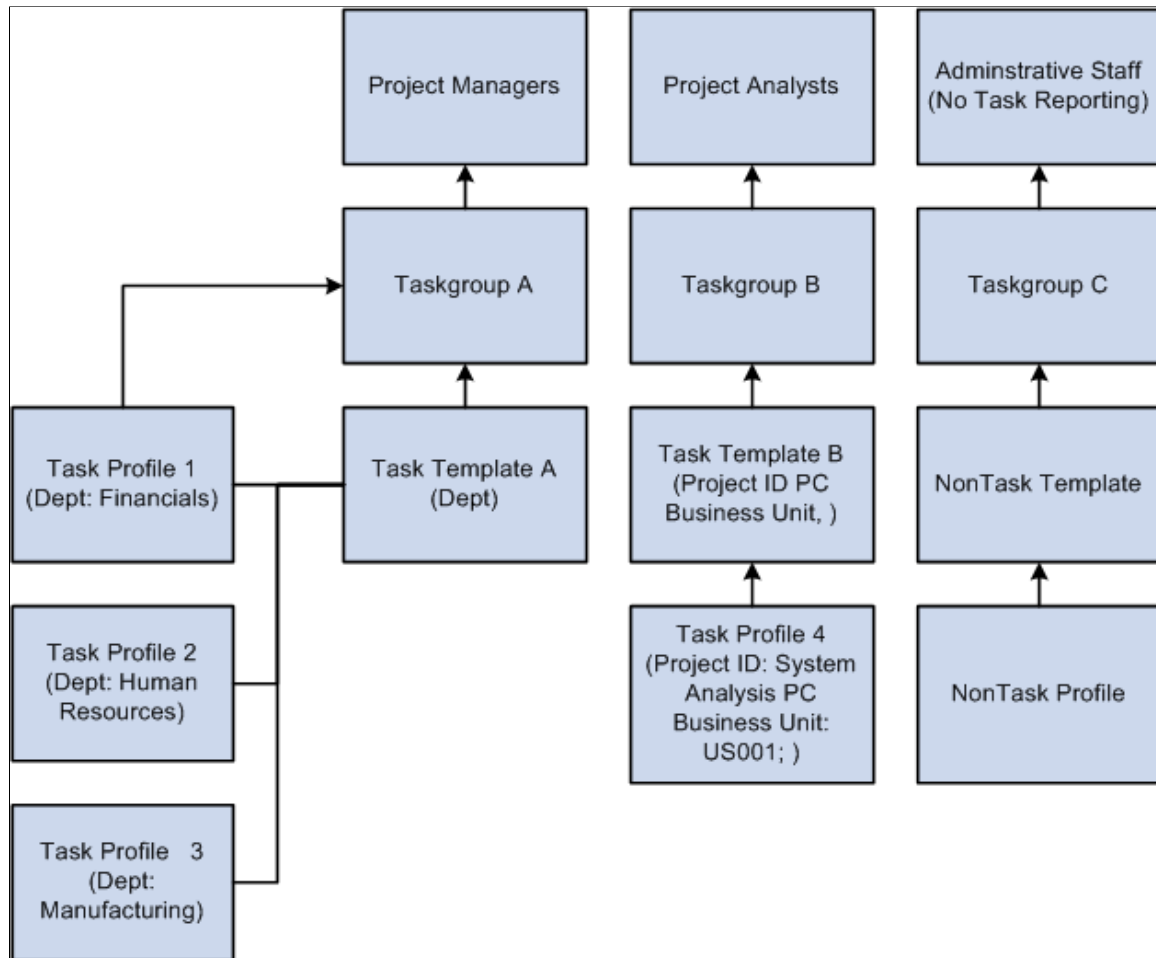 Project Managers
Project Analysts
Adminstrative Staff
(No Task Reporting)
Taskgroup A
Taskgroup B
Taskgroup C
Task Profile 1
(Dept: Financials)
Task Template A
(Dept)
Task Template B
(Project ID PC
Business Unit, )
NonTask Template
Task Profile 2
(Dept: Human
Resources)
Task Profile 4
(Project ID: System
Analysis PC
Business Unit:
US001; )
NonTask Profile
Task Profile 3
(Dept:
Manufacturing)